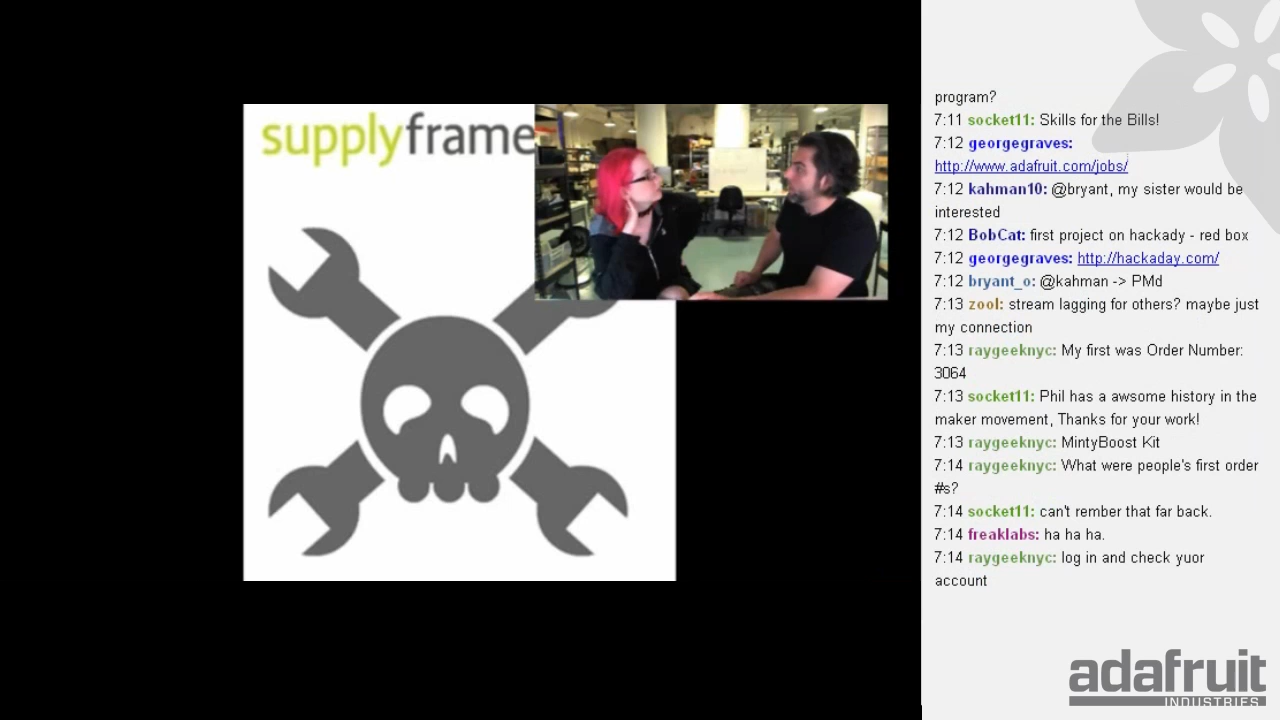 supplyframe
program?
7:11 socket11: Skills for the Bills!
7:12 georgegraves:
http://www.adafruit.com/jobs/
7:12 kahman10: @bryant, my sister would be
interested
7:12 BobCat: first project on hackady - red box
7:12 georgegraves: http://hackaday.com/
7:12 bryant_o: @kahman -> PMd
7:13 zool: stream lagging for others? maybe just
my connection
7:13 raygeeknyc: My first was Order Number:
3064
7:13 socket11: Phil has a awsome history in the
maker movement, Thanks for your work!
7:13 raygeeknyc: MintyBoost Kit
7:14 raygeeknyc: What were people's first order
#s?
7:14 socket11: can't rember that far back.
7:14 freaklabs: ha ha ha.
7:14 raygeeknyc: log in and check yuor
account
adafruit
INDUSTRIES